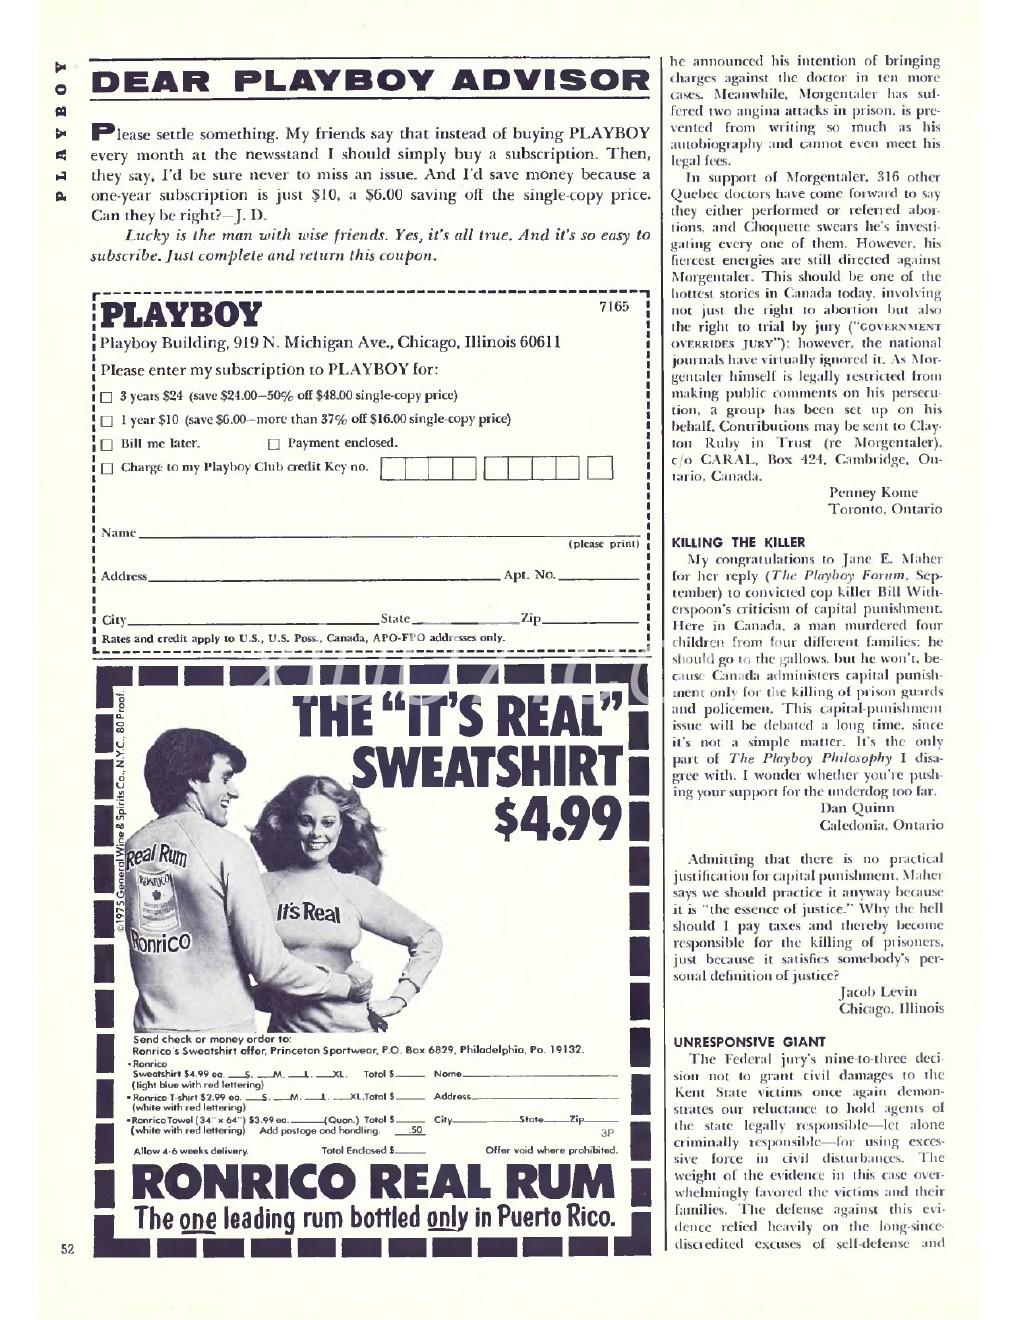 PLAYBOY
DEAR PLAYBOY ADVISOR
Please settle something. My friends say that instead of buying PLAYBOY
every month at the newsstand I should simply buy a subscription. Then,
they say, I'd be sure never to miss an issue. And I'd save money because a
one-year subscription is just $10, a $6.00 saving off the single-copy price.
Can they be right?—J. D.
Lucky is the man with wise friends. Yes, it's all true. And it's so easy to
subscribe. Just complete and return this coupon.
PLAYBOY 7165
Playboy Building, 919 N. Michigan Ave., Chicago, Illinois 60611
Please enter my subscription to PLAYBOY for:
3 years $24 (save $24.00—50% off $48.00 single-copy price)
1 year $10 (save $6.00—more than 37% off $16.00 single-copy price)
Bill me later. Payment enclosed.
Charge to my Playboy Club credit Key no.
Name
(please print)
Address Apt. No.
City State Zip
Rates and credit apply to U.S., U.S. Poss., Canada, APO-FPO addresses only.
THE "IT'S REAL"
SWEATSHIRT
$4.99
©1975 General Wine & Spirits Co., N.Y.C., 80 Proof.
Real Rum
RONRICO
Ronrico
It's Real
Send check or money order to:
Ronrico's Sweatshirt offer, Princeton Sportwear, P.O. Box 6829, Philadelphia, Pa. 19132.
•Ronrico
Sweatshirt $4.99 ea. S. M. L. XL. Total $ Name
(light blue with red lettering)
•Ronrico T-shirt $2.99 ea. S. M. L. XL. Total $ Address
(white with red lettering)
•Ronrico Towel (34" x 64") $3.99 ea. (Quan.) Total $ City State Zip
(white with red lettering) Add postage and handling. .50 3P
Allow 4-6 weeks delivery. Total Enclosed $ Offer void where prohibited.
RONRICO REAL RUM
The one leading rum bottled only in Puerto Rico.
52
he announced his intention of bringing
charges against the doctor in ten more
cases. Meanwhile, Morgentaler has suf-
fered two angina attacks in prison, is pre-
vented from writing so much as his
autobiography and cannot even meet his
legal fees.
In support of Morgentaler, 316 other
Quebec doctors have come forward to say
they either performed or referred abor-
tions, and Choquette swears he's investi-
gating every one of them. However, his
fiercest energies are still directed against
Morgentaler. This should be one of the
hottest stories in Canada today, involving
not just the right to abortion but also
the right to trial by jury ("GOVERNMENT
OVERRIDES JURY"); however, the national
journals have virtually ignored it. As Mor-
gentaler himself is legally restricted from
making public comments on his persecu-
tion, a group has been set up on his
behalf. Contributions may be sent to Clay-
ton Ruby in Trust (re Morgentaler),
c/o CARAL, Box 424, Cambridge, On-
tario, Canada.
Penney Kome
Toronto, Ontario
KILLING THE KILLER
My congratulations to Jane E. Maher
for her reply (The Playboy Forum, Sep-
tember) to convicted cop killer Bill With-
erspoon's criticism of capital punishment.
Here in Canada, a man murdered four
children from four different families; he
should go to the gallows, but he won't, be-
cause Canada administers capital punish-
ment only for the killing of prison guards
and policemen. This capital-punishment
issue will be debated a long time, since
it's not a simple matter. It's the only
part of The Playboy Philosophy I disa-
gree with. I wonder whether you're push-
ing your support for the underdog too far.
Dan Quinn
Caledonia, Ontario
Admitting that there is no practical
justification for capital punishment, Maher
says we should practice it anyway because
it is "the essence of justice." Why the hell
should I pay taxes and thereby become
responsible for the killing of prisoners,
just because it satisfies somebody's per-
sonal definition of justice?
Jacob Levin
Chicago, Illinois
UNRESPONSIVE GIANT
The Federal jury's nine-to-three deci-
sion not to grant civil damages to the
Kent State victims once again demon-
strates our reluctance to hold agents of
the state legally responsible—let alone
criminally responsible—for using exces-
sive force in civil disturbances. The
weight of the evidence in this case over-
whelmingly favored the victims and their
families. The defense against this evi-
dence relied heavily on the long-since-
discredited excuses of self-defense and